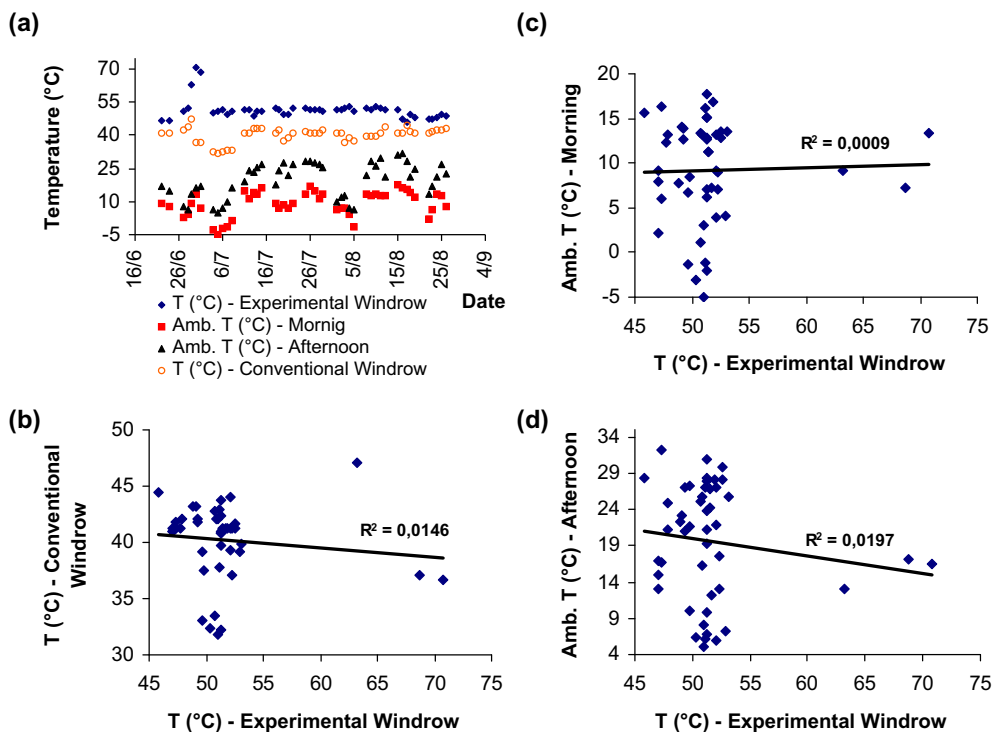 (a)
Temperature (°C)
70
55
40
25
10
-5
16/6 26/6 6/7 16/7 26/7 5/8 15/8 25/8 4/9
Date
T (°C) - Experimental Windrow
Amb. T (°C) - Mornig
Amb. T (°C) - Afternoon
T (°C) - Conventional Windrow
(b)
T (°C) - Conventional
Windrow
50
45
40
35
30
R² = 0,0146
45 50 55 60 65 70 75
T (°C) - Experimental Windrow
(c)
Amb. T (°C) - Morning
20
15
10
5
0
-5
R² = 0,0009
45 50 55 60 65 70 75
T (°C) - Experimental Windrow
(d)
Amb. T (°C) - Afternoon
34
29
24
19
14
9
4
R² = 0,0197
45 50 55 60 65 70 75
T (°C) - Experimental Windrow